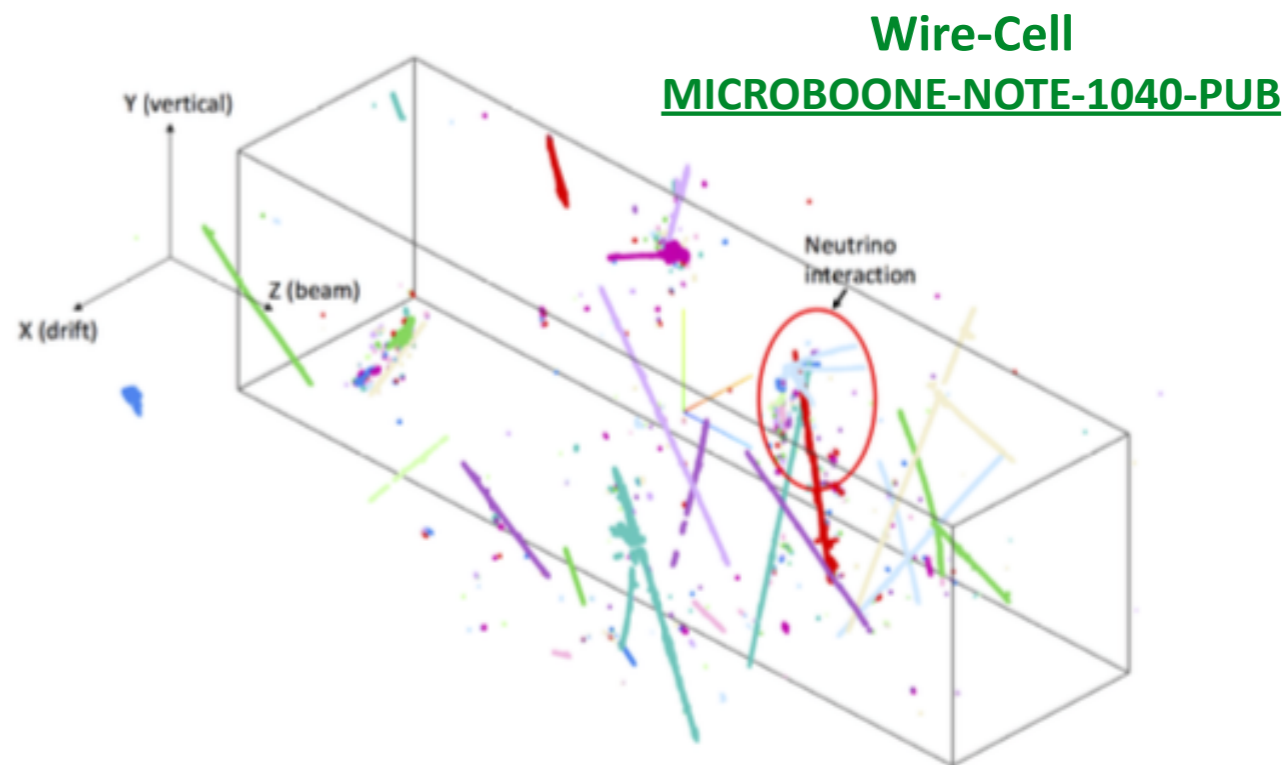 Wire-Cell
MICROBOONE-NOTE-1040-PUB
Y (vertical)
Neutrino
interaction
Z (beam)
X (drift)